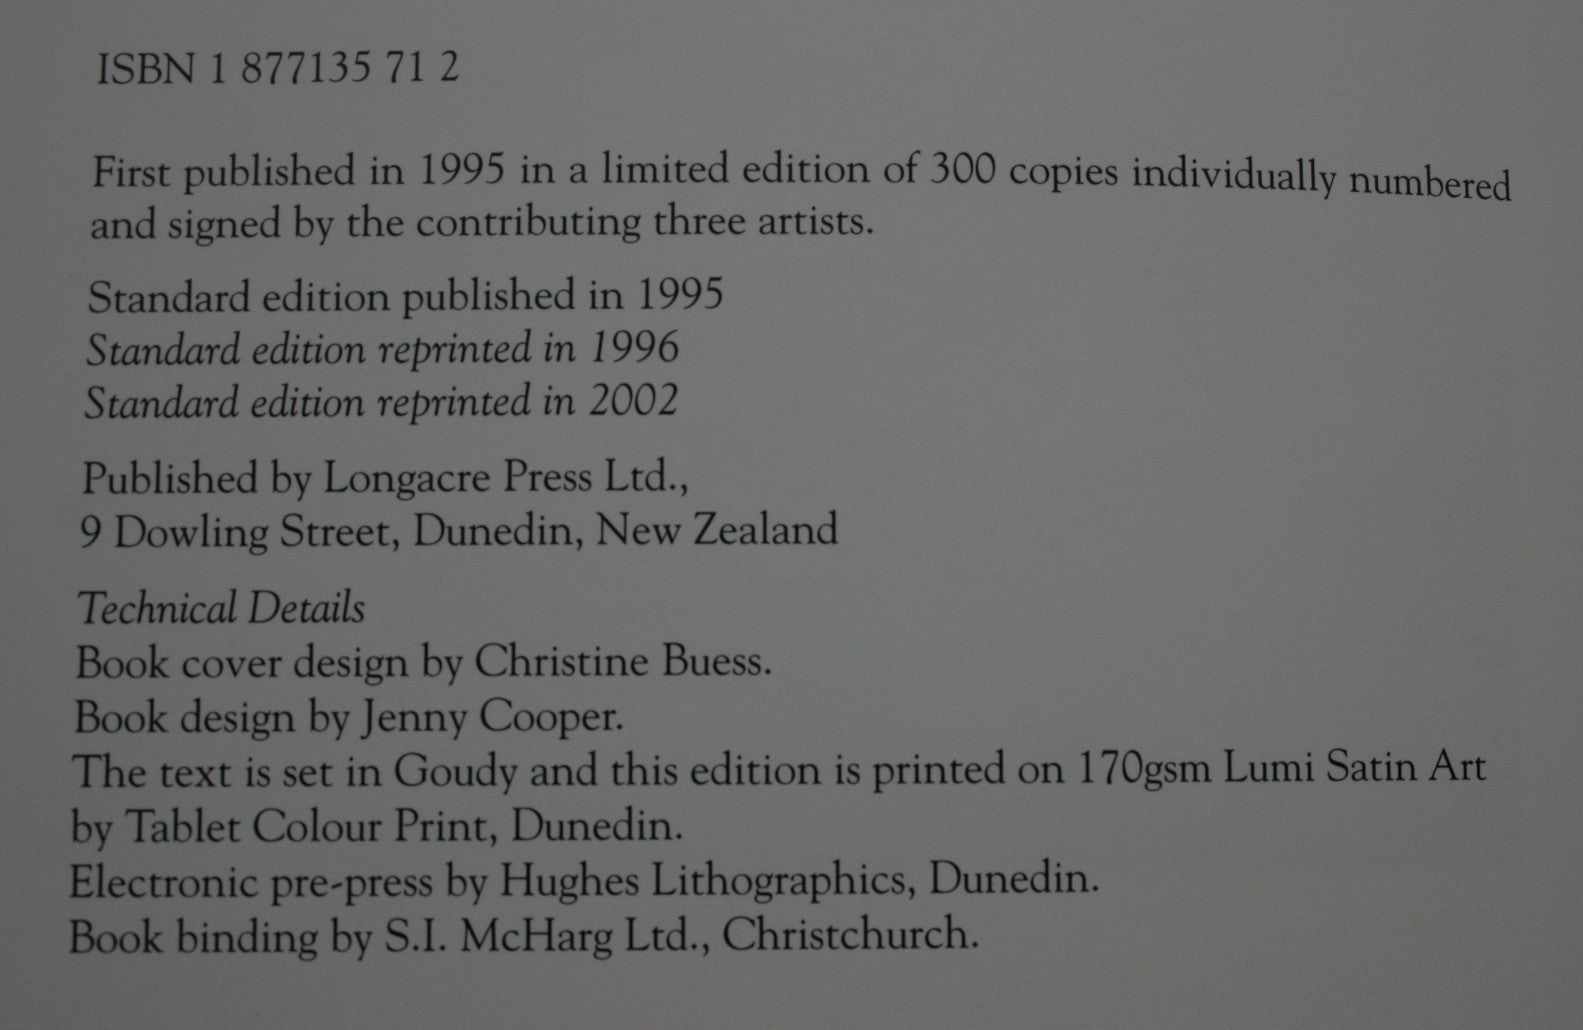 ISBN 1 877135 71 2
First published in 1995 in a limited edition of 300 copies individually numbered
and signed by the contributing three artists.
Standard edition published in 1995
Standard edition reprinted in 1996
Standard edition reprinted in 2002
Published by Longacre Press Ltd.,
9 Dowling Street, Dunedin, New Zealand
Technical Details
Book cover design by Christine Buess.
Book design by Jenny Cooper.
The text is set in Goudy and this edition is printed on 170gsm Lumi Satin Art
by Tablet Colour Print, Dunedin.
Electronic pre-press by Hughes Lithographics, Dunedin.
Book binding by S.I. McHarg Ltd., Christchurch.